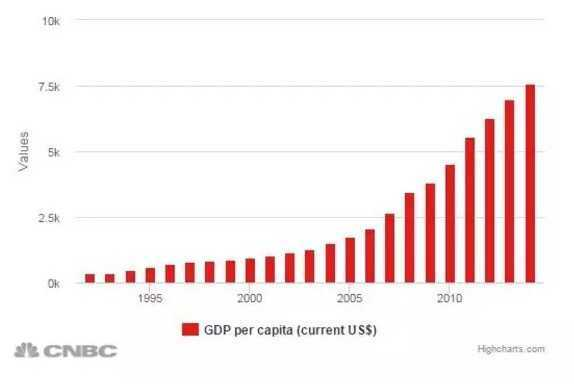 10k
7.5k
5k
2.5k
0k
Values
1995
2000
2005
2010
GDP per capita (current US$)
CNBC
Highcharts.com